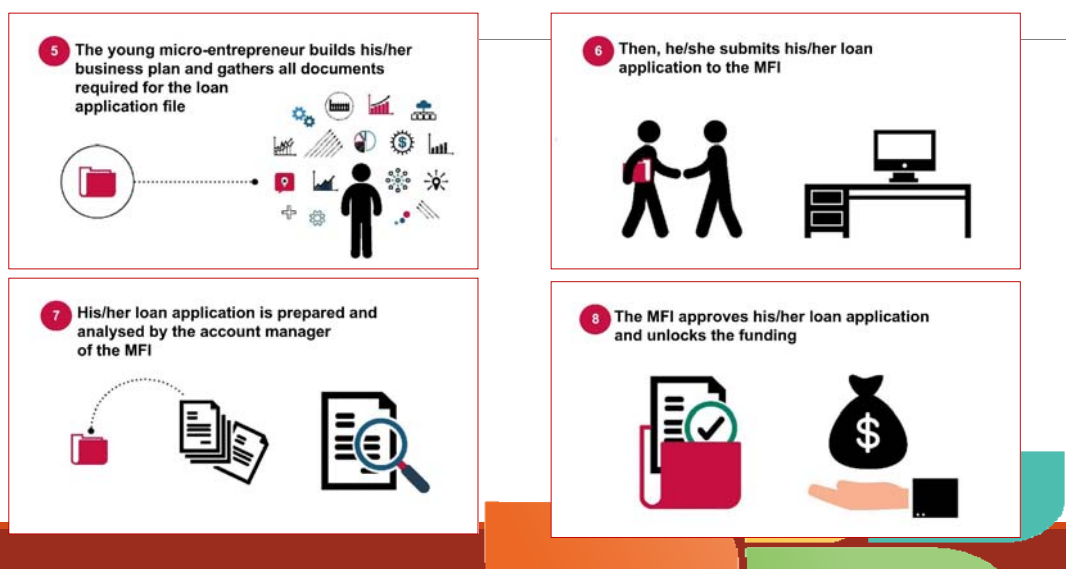 5
The young micro-entrepreneur builds his/her
business plan and gathers all documents
required for the loan
application file
$
6
Then, he/she submits his/her loan
application to the MFI
7
His/her loan application is prepared and
analysed by the account manager
of the MFI
8
The MFI approves his/her loan application
and unlocks the funding
$